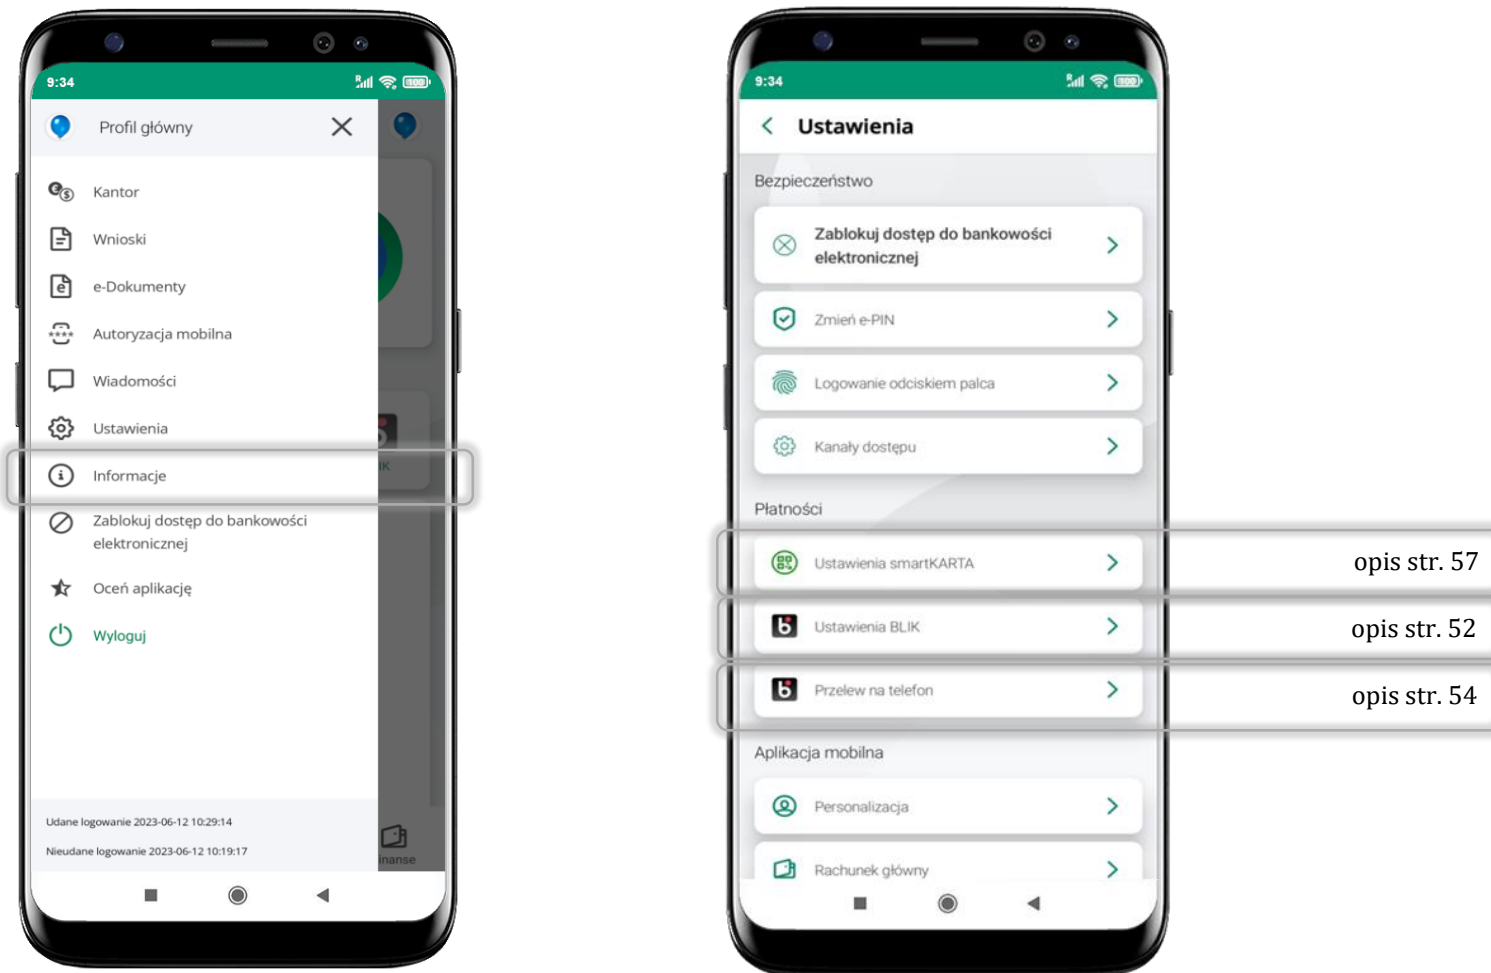 9:34
Profil główny
Kantor
Wnioski
e-Dokumenty
Autoryzacja mobilna
Wiadomości
Ustawienia
IK
Informacje
Zablokuj dostęp do bankowości
elektronicznej
Oceń aplikację
Wyloguj
Udane logowanie 2023-06-12 10:29:14
Nieudane logowanie 2023-06-12 10:19:17
inanse
9:34
Ustawienia
Bezpieczeństwo
Zablokuj dostęp do bankowości
elektronicznej
Zmień e-PIN
Logowanie odciskiem palca
Kanały dostępu
Płatności
Ustawienia smartKARTA
opis str. 57
Ustawienia BLIK
opis str. 52
Przelew na telefon
opis str. 54
Aplikacja mobilna
Personalizacja
Rachunek główny